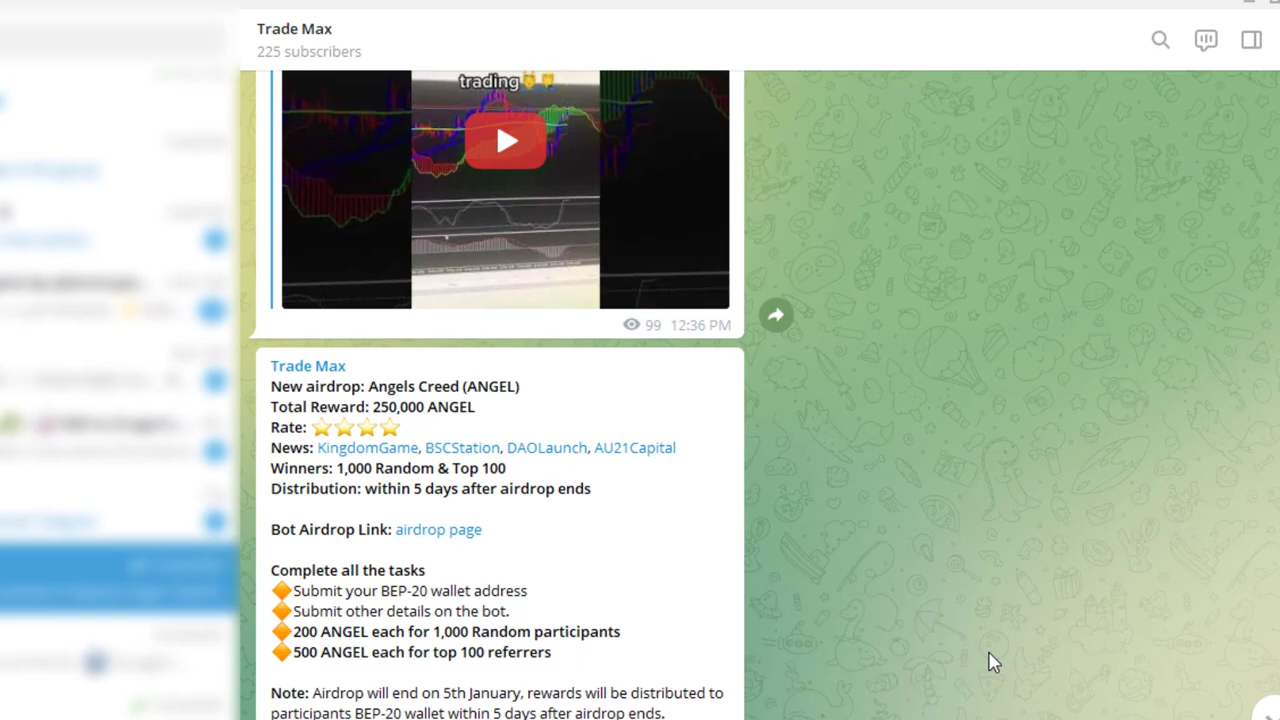 Trade Max
225 subscribers
trading
99 12:36 PM
Trade Max
New airdrop: Angels Creed (ANGEL)
Total Reward: 250,000 ANGEL
Rate: ⭐⭐⭐⭐
News: KingdomGame, BSCStation, DAOLaunch, AU21Capital
Winners: 1,000 Random & Top 100
Distribution: within 5 days after airdrop ends
Bot Airdrop Link: airdrop page
Complete all the tasks
🔶Submit your BEP-20 wallet address
🔶Submit other details on the bot.
🔶200 ANGEL each for 1,000 Random participants
🔶500 ANGEL each for top 100 referrers
Note: Airdrop will end on 5th January, rewards will be distributed to
participants BEP-20 wallet within 5 days after airdrop ends.